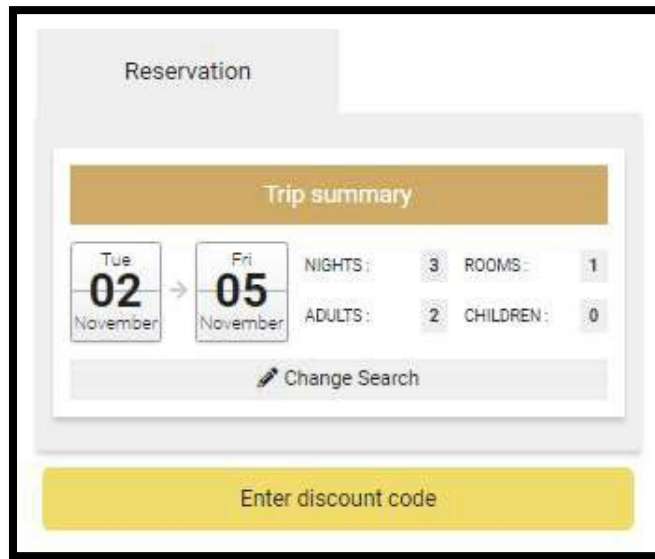 Reservation
Trip summary
Tue
02
November
Fri
05
November
NIGHTS : 3 ROOMS : 1
ADULTS : 2 CHILDREN : 0
Change Search
Enter discount code